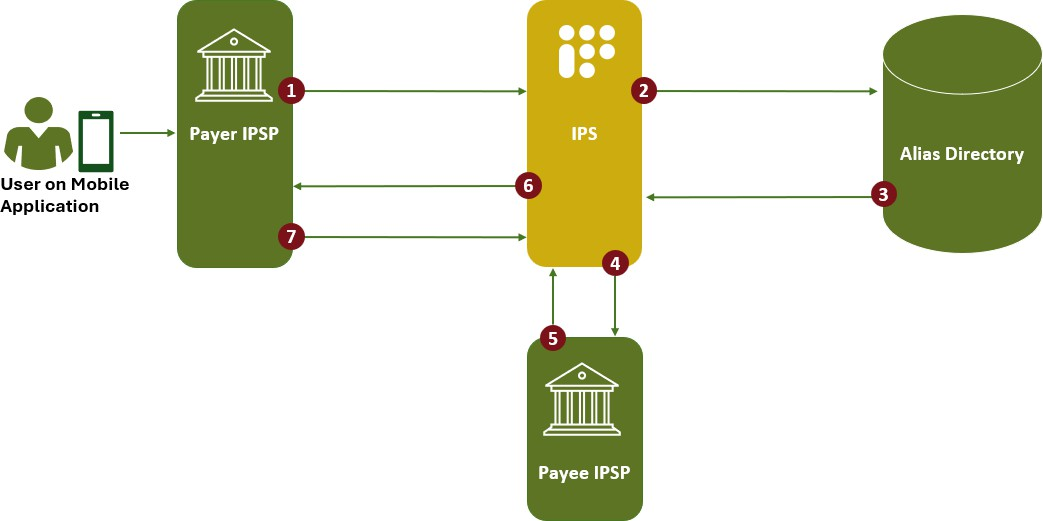 1
2
Payer IPSP
IPS
Alias Directory
User on Mobile
Application
6
3
7
4
5
Payee IPSP